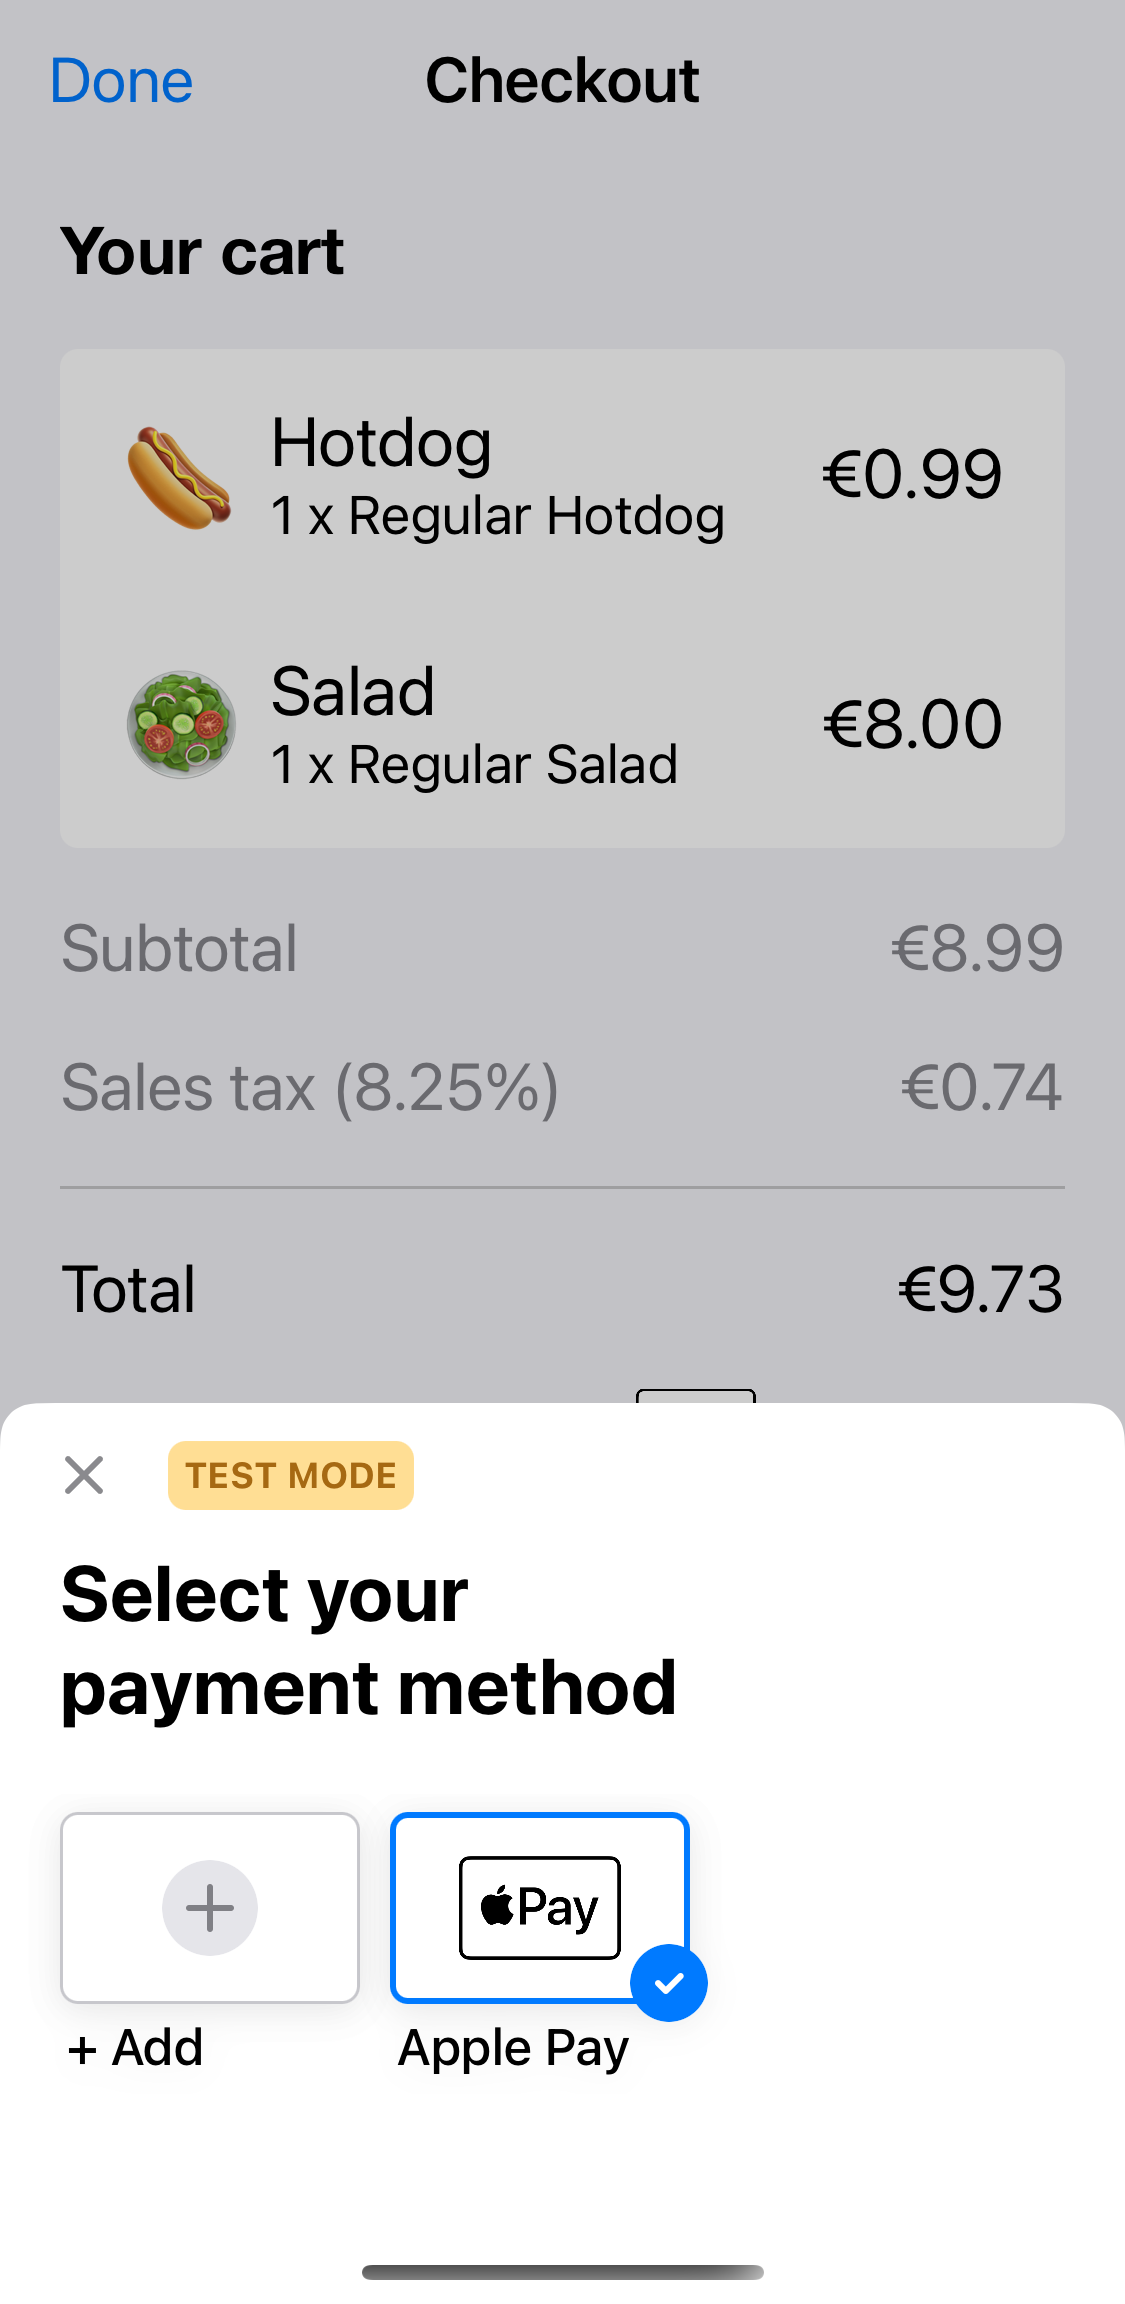 Done
Checkout
Your cart
Hotdog
1 x Regular Hotdog
€0.99
Salad
1 x Regular Salad
€8.00
Subtotal
€8.99
Sales tax (8.25%)
€0.74
Total
€9.73
TEST MODE
Select your
payment method
Pay
+ Add
Apple Pay